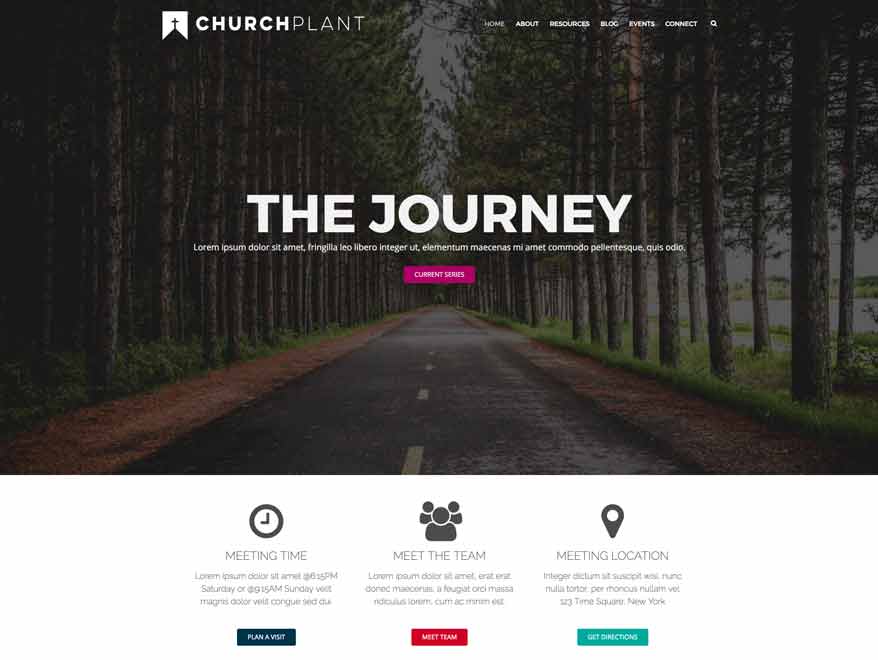 CHURCHPLANT
HOME ABOUT RESOURCES BLOG EVENTS CONNECT
THE JOURNEY
Lorem ipsum dolor sit amet, fringilla leo libero integer ut, elementum maecenas mi amet commodo pellentesque, quis odio.
CURRENT SERIES
MEETING TIME
Lorem ipsum dolor sit amet @6:15PM
Saturday or @9:15AM Sunday velit
magnis dolor velit congue sed dui.
PLAN A VISIT
MEET THE TEAM
Lorem ipsum dolor sit amet, erat erat
donec maecenas, a feugiat orci massa
ridiculus lorem, cum ac minim est.
MEET TEAM
MEETING LOCATION
Integer dictum sit suscipit wisi, nunc
nulla tortor, per rhoncus nullam vel,
123 Time Square, New York.
GET DIRECTIONS